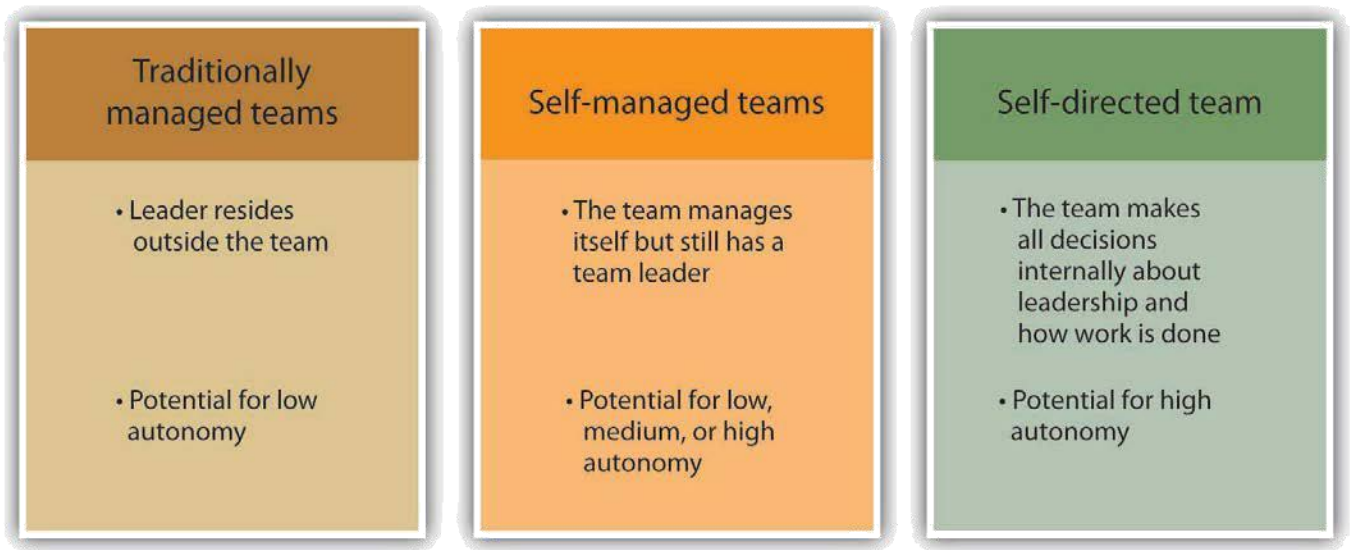 Traditionally
managed teams
• Leader resides
outside the team
• Potential for low
autonomy
Self-managed teams
• The team manages
itself but still has a
team leader
• Potential for low,
medium, or high
autonomy
Self-directed team
• The team makes
all decisions
internally about
leadership and
how work is done
• Potential for high
autonomy